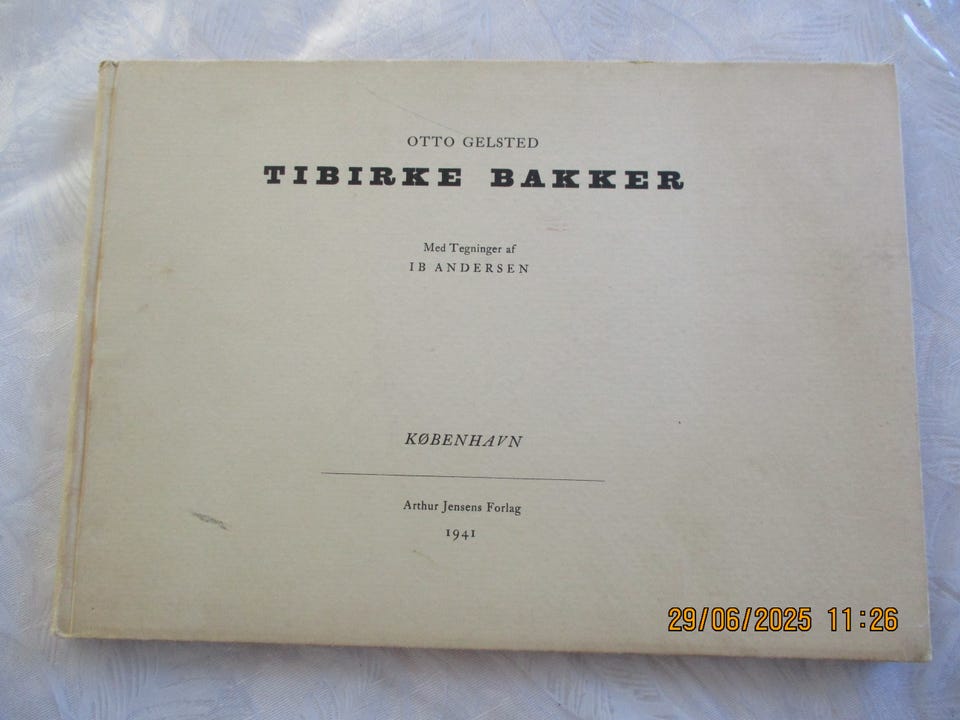 OTTO GELSTED
TIBIRKE BAKKER
Med Tegninger af
IB ANDERSEN
KØBENHAVN
Arthur Jensens Forlag
1941
29/06/2025 11:26